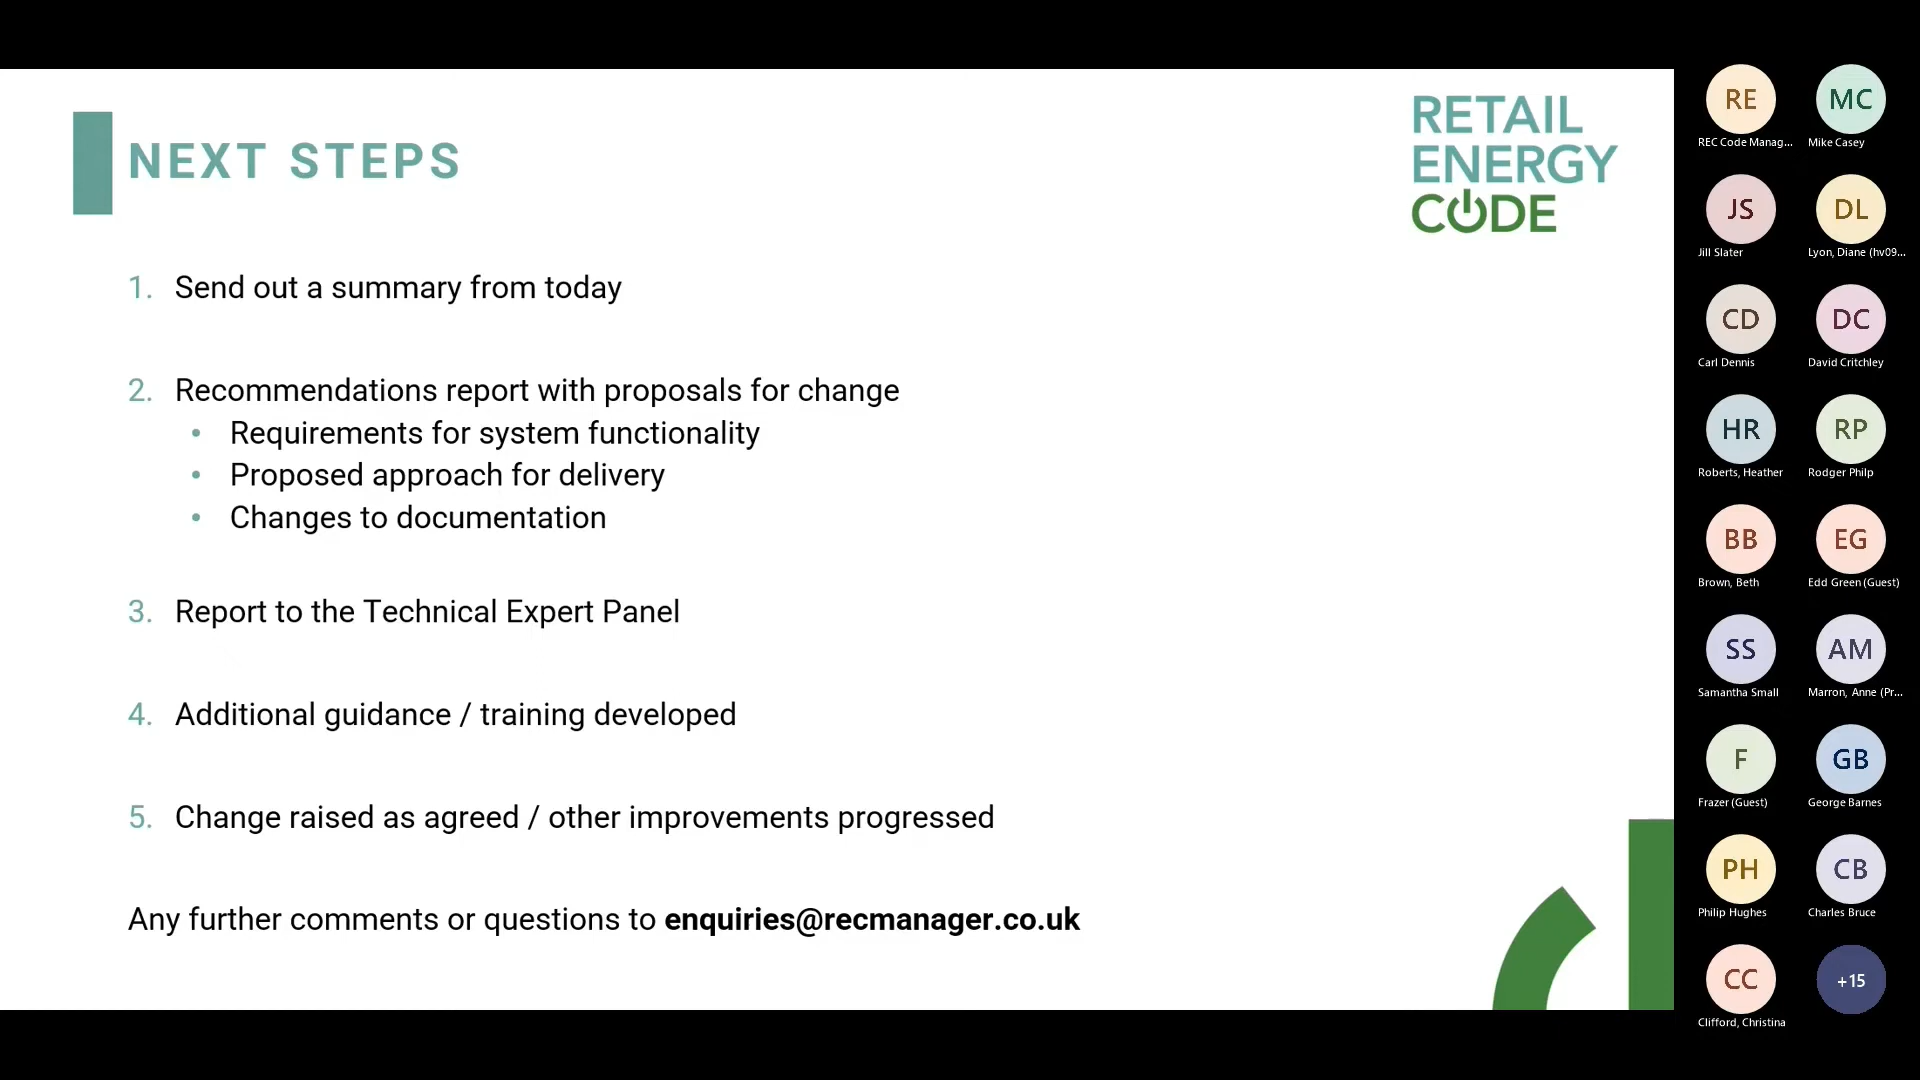 NEXT STEPS
RETAIL
ENERGY
CODE
1. Send out a summary from today
2. Recommendations report with proposals for change
• Requirements for system functionality
• Proposed approach for delivery
• Changes to documentation
3. Report to the Technical Expert Panel
4. Additional guidance / training developed
5. Change raised as agreed / other improvements progressed
Any further comments or questions to enquiries@recmanager.co.uk
RE MC
REC Code Manag... Mike Casey
JS DL
Jill Slater Lyon, Diane (hv09...
CD DC
Carl Dennis David Critchley
HR RP
Roberts, Heather Rodger Philp
BB EG
Brown, Beth Edd Green (Guest)
SS AM
Samantha Small Marron, Anne (Pr...
F GB
Frazer (Guest) George Barnes
PH CB
Philip Hughes Charles Bruce
CC +15
Clifford, Christina